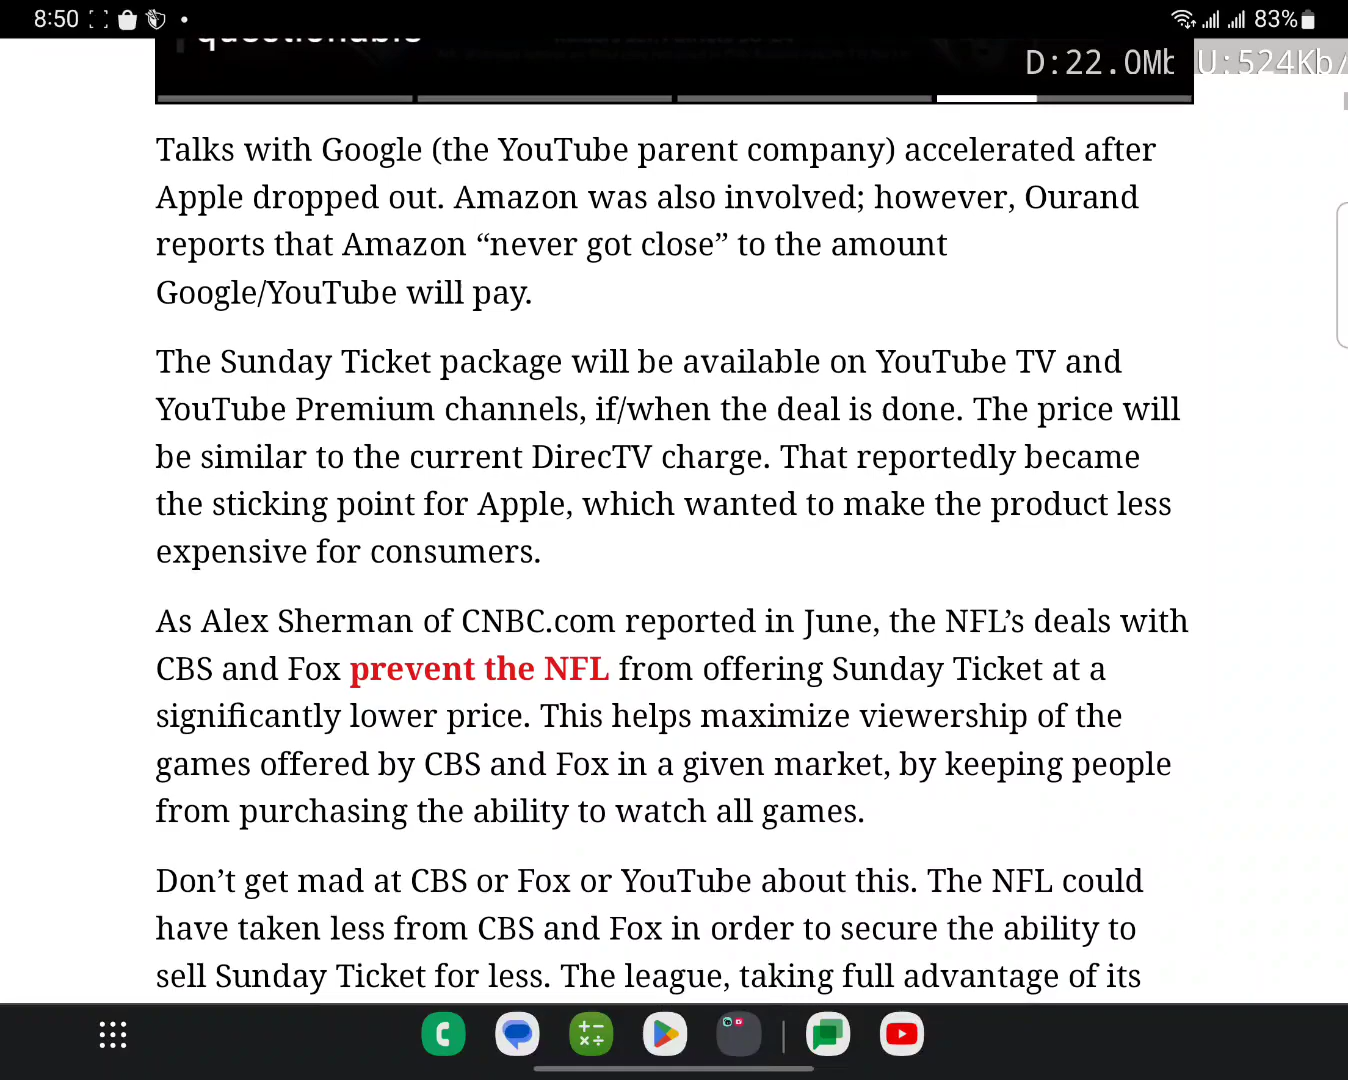 8:50
83%
questionable
D:22.0Mb U:524Kb/
Talks with Google (the YouTube parent company) accelerated after
Apple dropped out. Amazon was also involved; however, Ourand
reports that Amazon “never got close” to the amount
Google/YouTube will pay.
The Sunday Ticket package will be available on YouTube TV and
YouTube Premium channels, if/when the deal is done. The price will
be similar to the current DirecTV charge. That reportedly became
the sticking point for Apple, which wanted to make the product less
expensive for consumers.
As Alex Sherman of CNBC.com reported in June, the NFL’s deals with
CBS and Fox prevent the NFL from offering Sunday Ticket at a
significantly lower price. This helps maximize viewership of the
games offered by CBS and Fox in a given market, by keeping people
from purchasing the ability to watch all games.
Don’t get mad at CBS or Fox or YouTube about this. The NFL could
have taken less from CBS and Fox in order to secure the ability to
sell Sunday Ticket for less. The league, taking full advantage of its